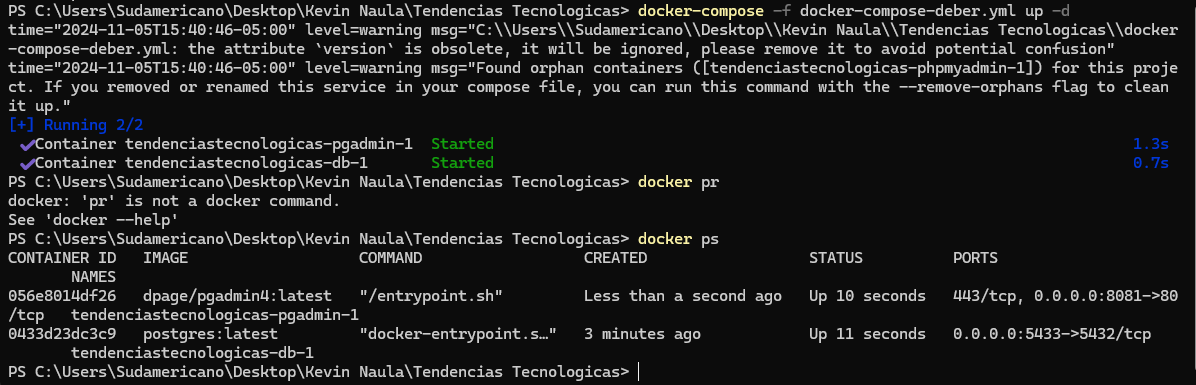 PS C:\Users\Sudamericano\Desktop\Kevin Naula\Tendencias Tecnologicas> docker-compose -f docker-compose-deber.yml up -d
time="2024-11-05T15:40:46-05:00" level=warning msg="C:\\Users\\Sudamericano\\Desktop\\Kevin Naula\\Tendencias Tecnologicas\\docker
-compose-deber.yml: the attribute `version` is obsolete, it will be ignored, please remove it to avoid potential confusion"
time="2024-11-05T15:40:46-05:00" level=warning msg="Found orphan containers ([tendenciastecnologicas-phpmyadmin-1]) for this proje
ct. If you removed or renamed this service in your compose file, you can run this command with the --remove-orphans flag to clean
it up."
[+] Running 2/2
✔Container tendenciastecnologicas-pgadmin-1  Started  1.3s
✔Container tendenciastecnologicas-db-1       Started  0.7s
PS C:\Users\Sudamericano\Desktop\Kevin Naula\Tendencias Tecnologicas> docker pr
docker: 'pr' is not a docker command.
See 'docker --help'
PS C:\Users\Sudamericano\Desktop\Kevin Naula\Tendencias Tecnologicas> docker ps
CONTAINER ID   IMAGE                   COMMAND                  CREATED                  STATUS          PORTS
       NAMES
056e8014df26   dpage/pgadmin4:latest   "/entrypoint.sh"         Less than a second ago   Up 10 seconds   443/tcp, 0.0.0.0:8081->80
/tcp   tendenciastecnologicas-pgadmin-1
0433d23dc3c9   postgres:latest         "docker-entrypoint.s…"   3 minutes ago            Up 11 seconds   0.0.0.0:5433->5432/tcp
       tendenciastecnologicas-db-1
PS C:\Users\Sudamericano\Desktop\Kevin Naula\Tendencias Tecnologicas>